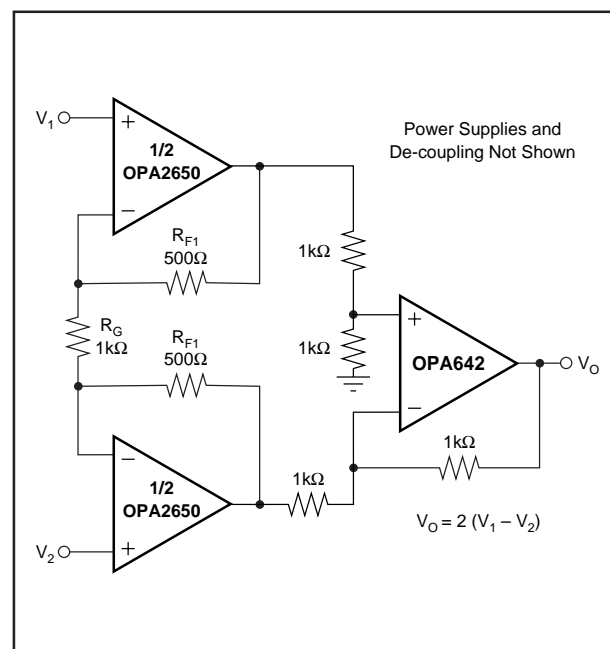 V1
+
1/2
OPA2650
−
Power Supplies and
De-coupling Not Shown
RF1
500Ω
1kΩ
RG
1kΩ
RF1
500Ω
1kΩ
+
OPA642
−
VO
−
1/2
OPA2650
+
V2
1kΩ
1kΩ
VO = 2 (V1 – V2)